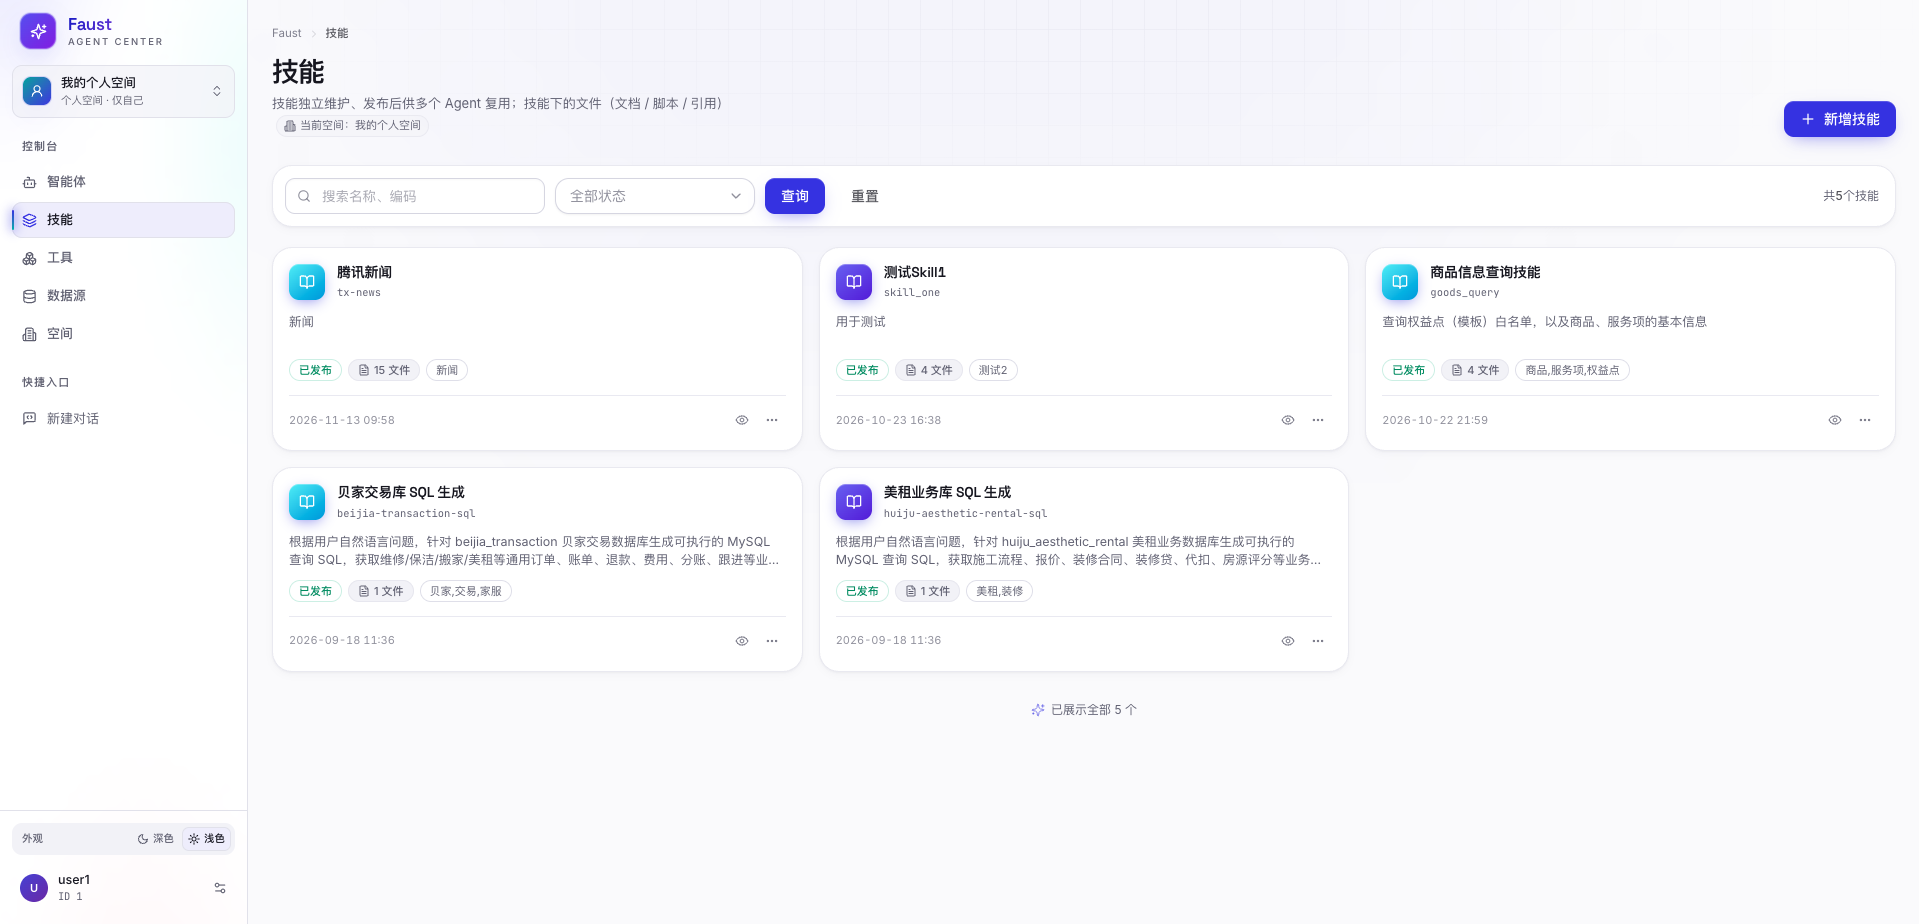 Faust
AGENT CENTER
我的个人空间
个人空间 · 仅自己
控制台
智能体
技能
工具
数据源
空间
快捷入口
新建对话
外观
深色
浅色
U
user1
ID 1
Faust
技能
技能
技能独立维护、发布后供多个 Agent 复用；技能下的文件（文档 / 脚本 / 引用）
当前空间：我的个人空间
新增技能
搜索名称、编码
全部状态
查询
重置
共5个技能
腾讯新闻
tx-news
新闻
已发布
15 文件
新闻
2026-11-13 09:58
测试Skill1
skill_one
用于测试
已发布
4 文件
测试2
2026-10-23 16:38
商品信息查询技能
goods_query
查询权益点（模板）白名单，以及商品、服务项的基本信息
已发布
4 文件
商品,服务项,权益点
2026-10-22 21:59
贝家交易库 SQL 生成
beijia-transaction-sql
根据用户自然语言问题，针对 beijia_transaction 贝家交易数据库生成可执行的 MySQL
查询 SQL，获取维修/保洁/搬家/美租等通用订单、账单、退款、费用、分账、跟进等业...
已发布
1 文件
贝家,交易,家服
2026-09-18 11:36
美租业务库 SQL 生成
huiju-aesthetic-rental-sql
根据用户自然语言问题，针对 huiju_aesthetic_rental 美租业务数据库生成可执行的
MySQL 查询 SQL，获取施工流程、报价、装修合同、装修贷、代扣、房源评分等业务...
已发布
1 文件
美租,装修
2026-09-18 11:36
已展示全部 5 个